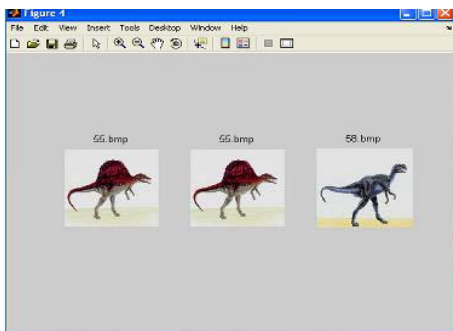 Figure 4
File Edit View Insert Tools Desktop Window Help
55.bmp 55.bmp 58.bmp